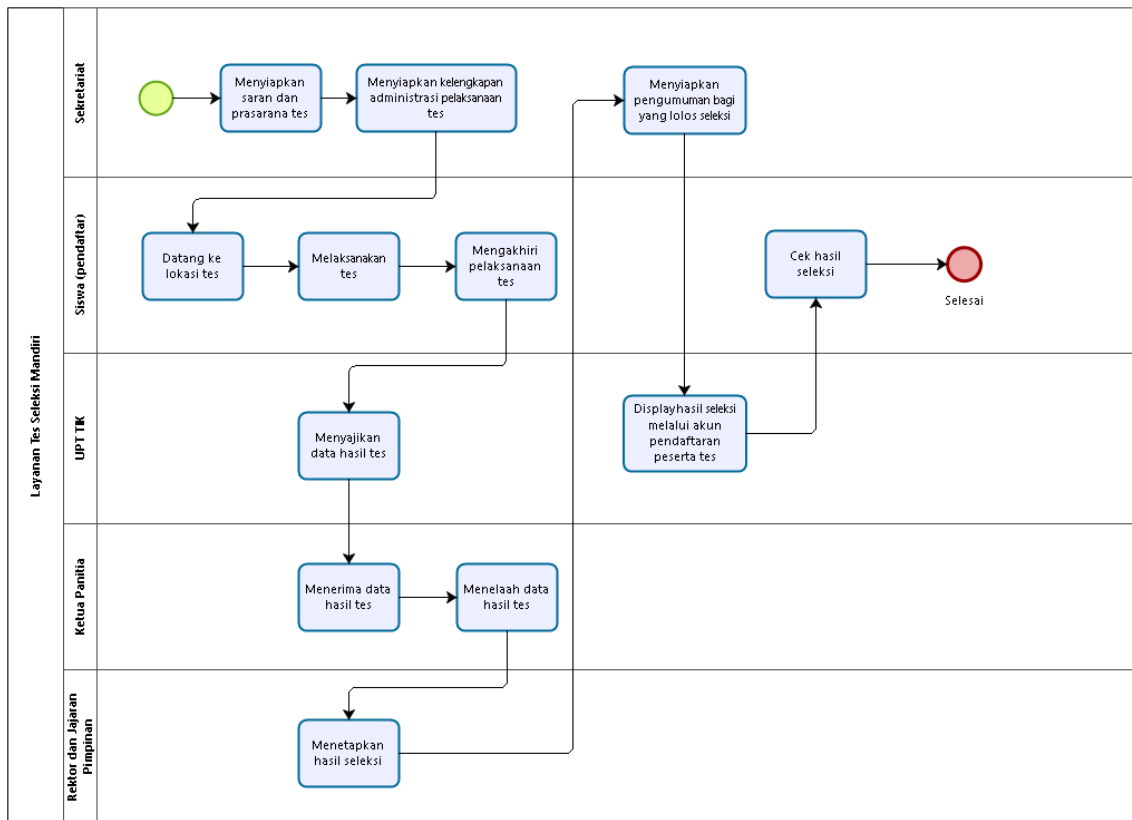 Layanan Tes Seleksi Mandiri
Sekretariat
Menyiapkan
saran dan
prasarana tes
Menyiapkan kelengkapan
administrasi pelaksanaan
tes
Menyiapkan
pengumuman bagi
yang lolos seleksi
Siswa (pendaftar)
Datang ke
lokasi tes
Melaksanakan
tes
Mengakhiri
pelaksanaan
tes
Cek hasil
seleksi
Selesai
UPT TIK
Menyajikan
data hasil tes
Displayhasil seleksi
melalui akun
pendaftaran
peserta tes
Ketua Panitia
Menerima data
hasil tes
Menelaah data
hasil tes
Rektor dan Jajaran
Pimpinan
Menetapkan
hasil seleksi